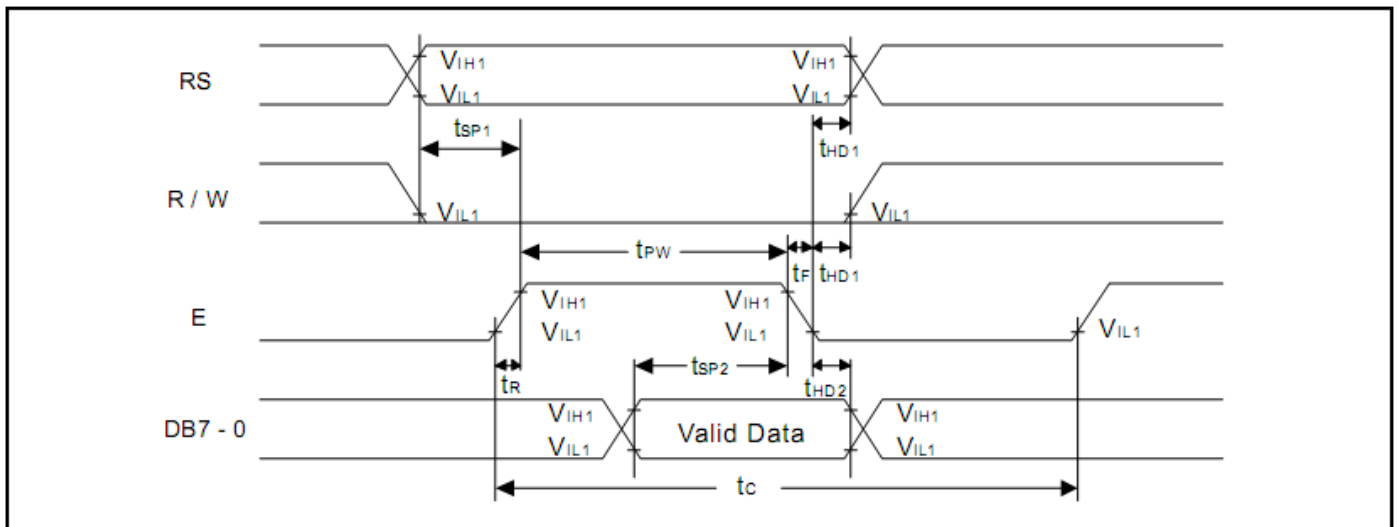 RS
VIH1
VIH1
VIL1
VIL1
tSP1
tHD1
R / W
VIL1
VIL1
tPW
tF
tHD1
E
VIH1
VIH1
VIL1
VIL1
VIL1
tR
tSP2
tHD2
DB7 - 0
VIH1
VIH1
Valid Data
VIL1
VIL1
tC